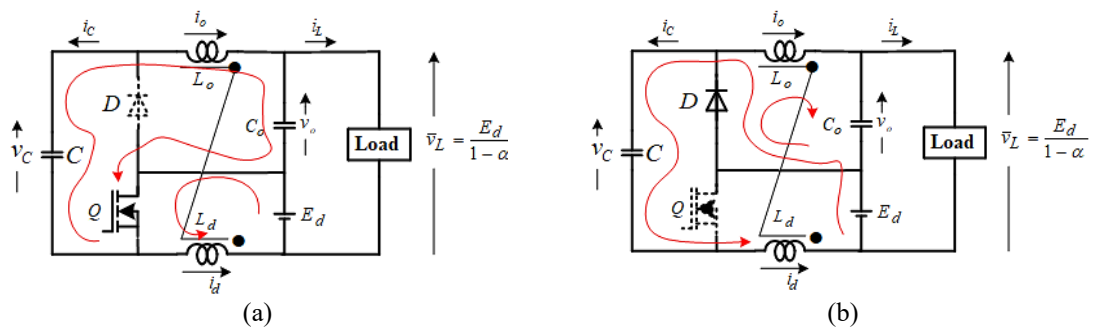 i_C
i_o
i_L
L_o
D
C_o
v_o
v_C
C
Load
v̄_L = E_d / (1 − α)
Q
L_d
E_d
i_d
(a)
i_C
i_o
i_L
L_o
D
C_o
v_o
v_C
C
Load
v̄_L = E_d / (1 − α)
Q
L_d
E_d
i_d
(b)